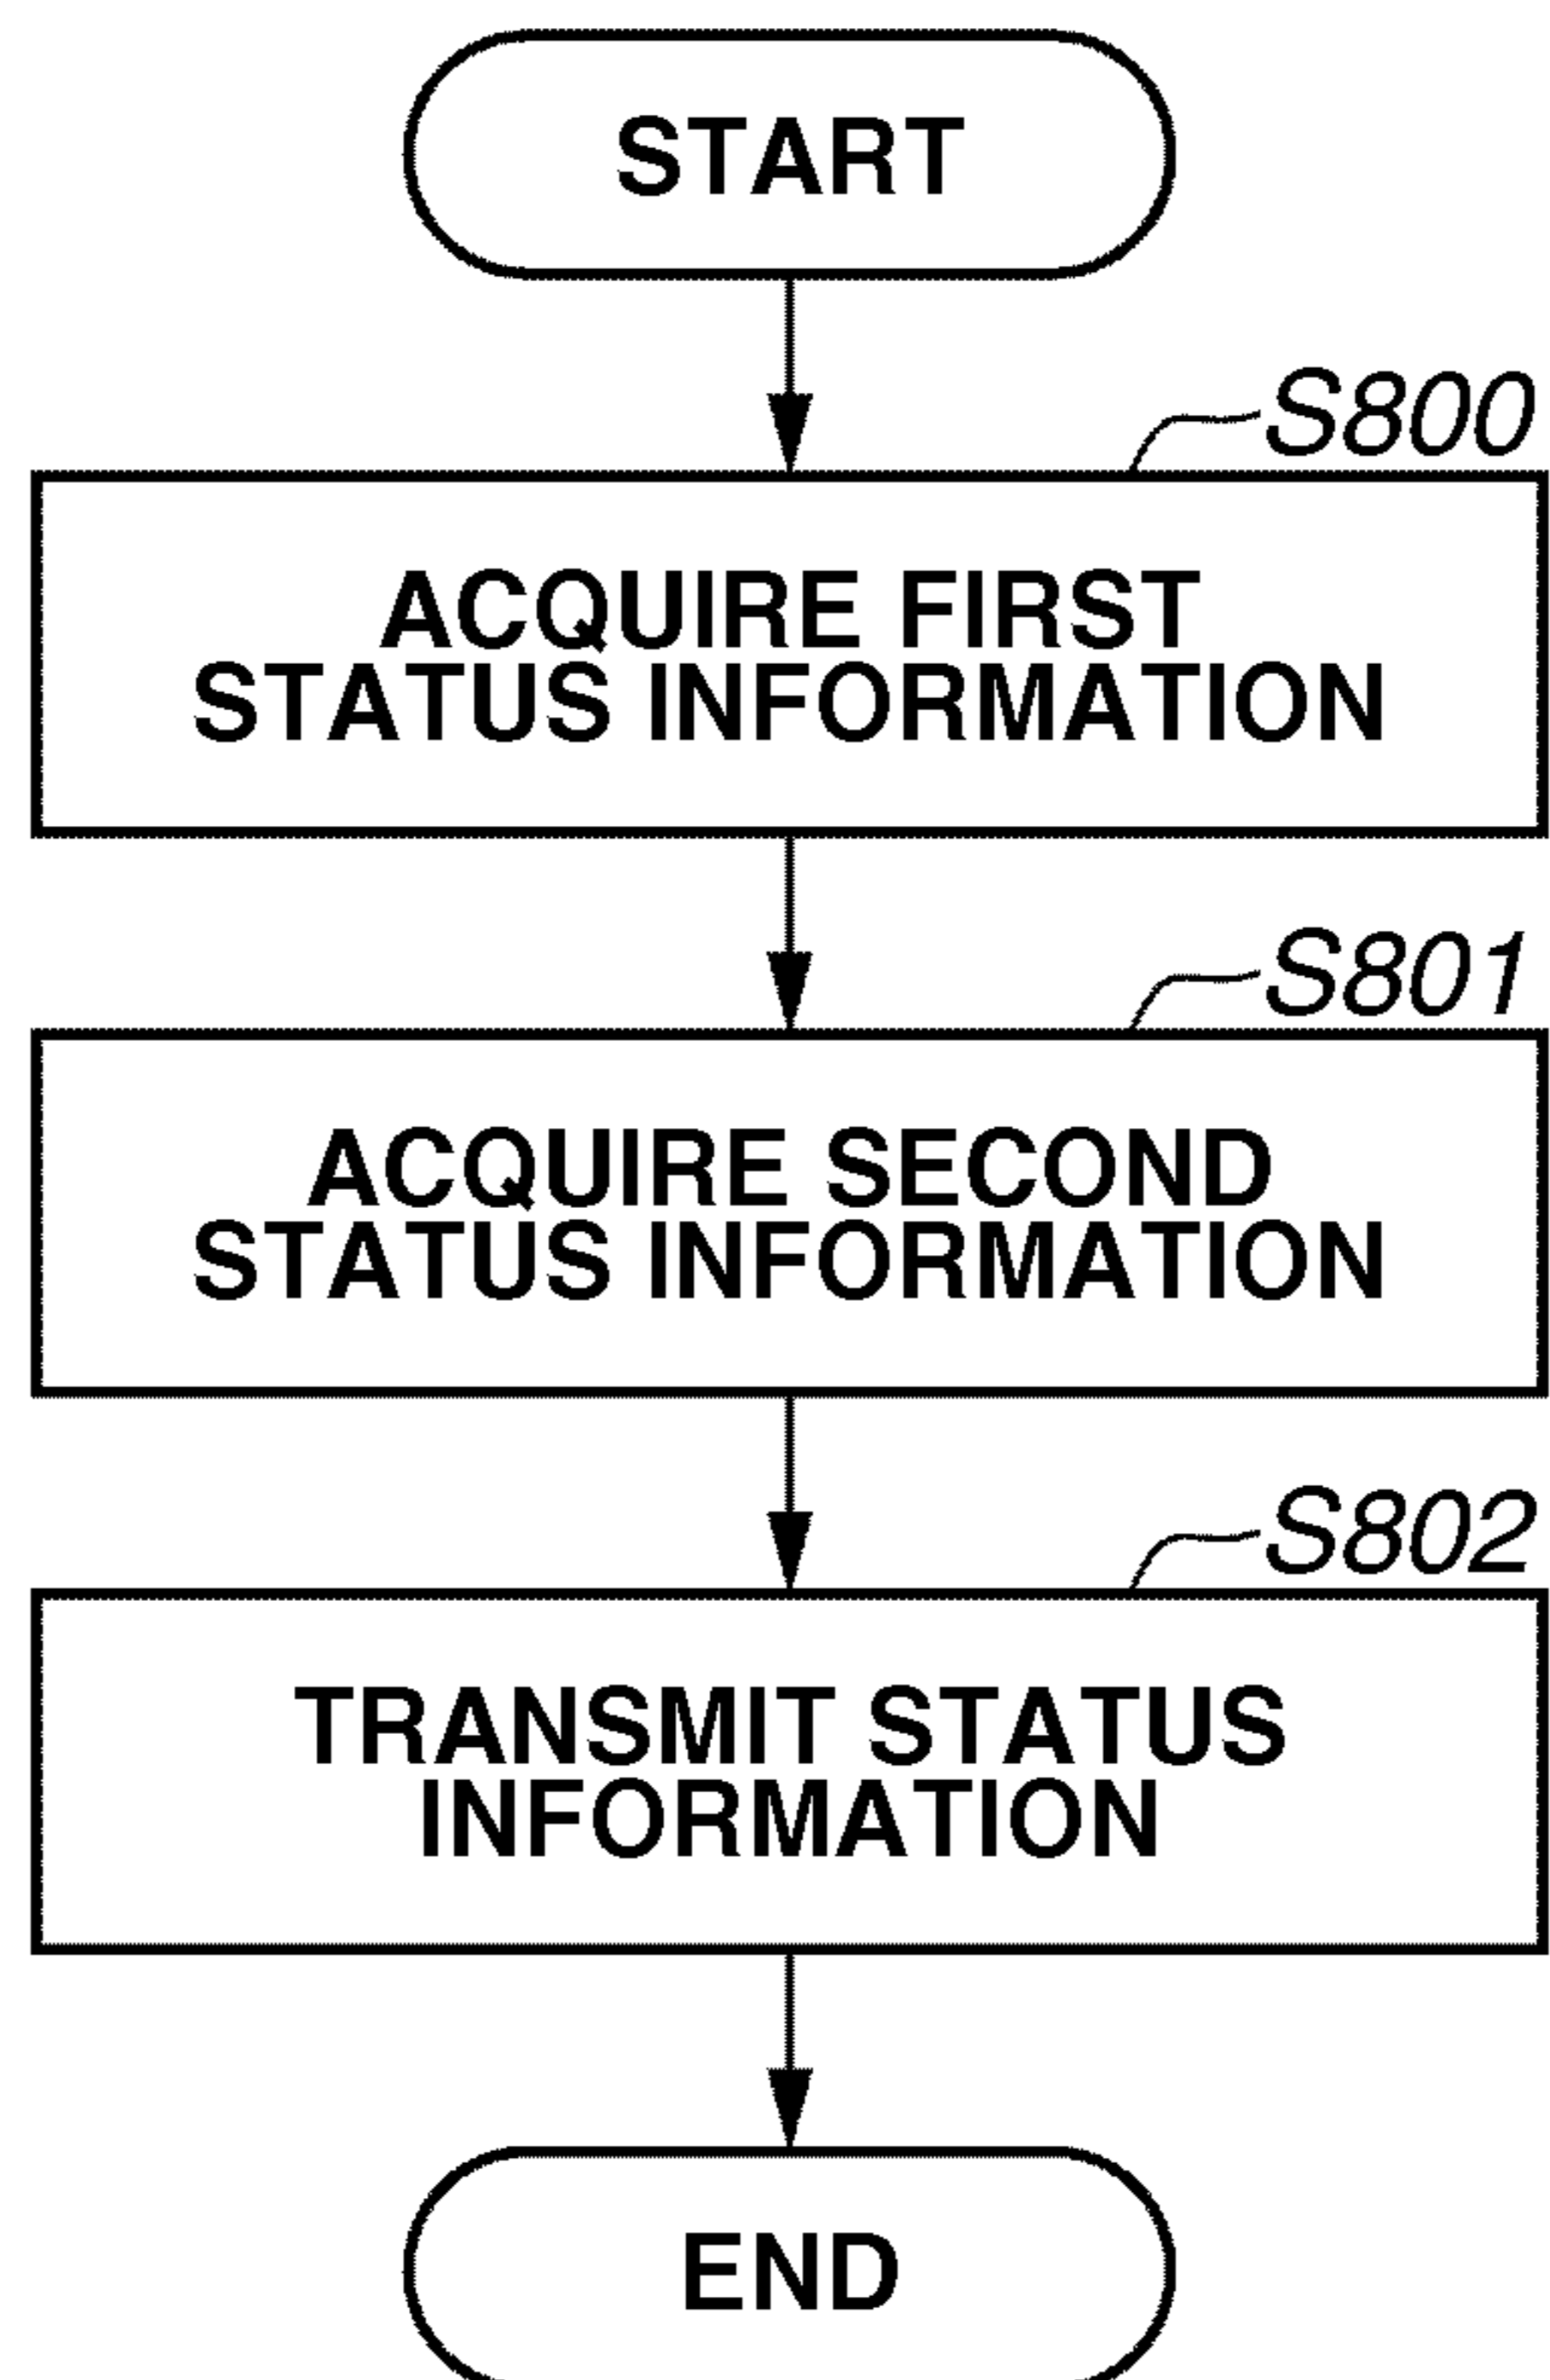 START
S800
ACQUIRE FIRST
STATUS INFORMATION
S801
ACQUIRE SECOND
STATUS INFORMATION
S802
TRANSMIT STATUS
INFORMATION
END